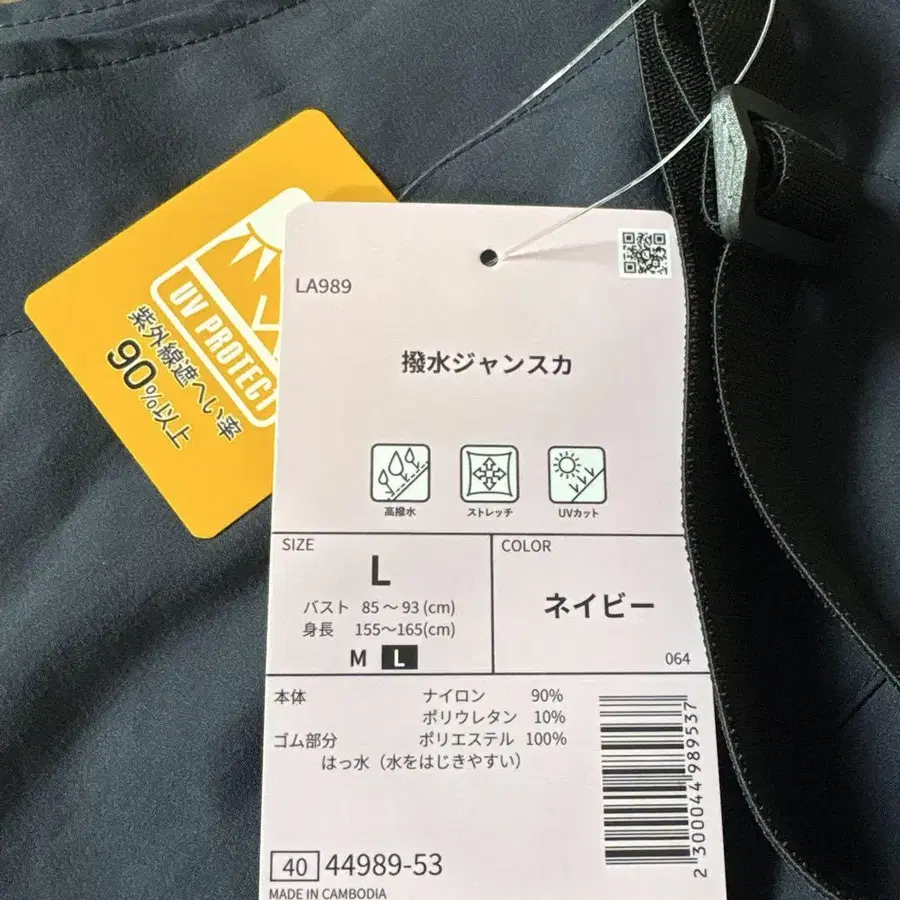 UV PROTECT
紫外線遮へい率
90%以上
LA989
撥水ジャンスカ
高撥水 ストレッチ UVカット
SIZE
L
バスト 85～93(cm)
身長 155～165(cm)
M L
COLOR
ネイビー
064
本体 ナイロン 90%
ポリウレタン 10%
ゴム部分 ポリエステル 100%
はっ水（水をはじきやすい）
2 300044 989537
40 44989-53
MADE IN CAMBODIA